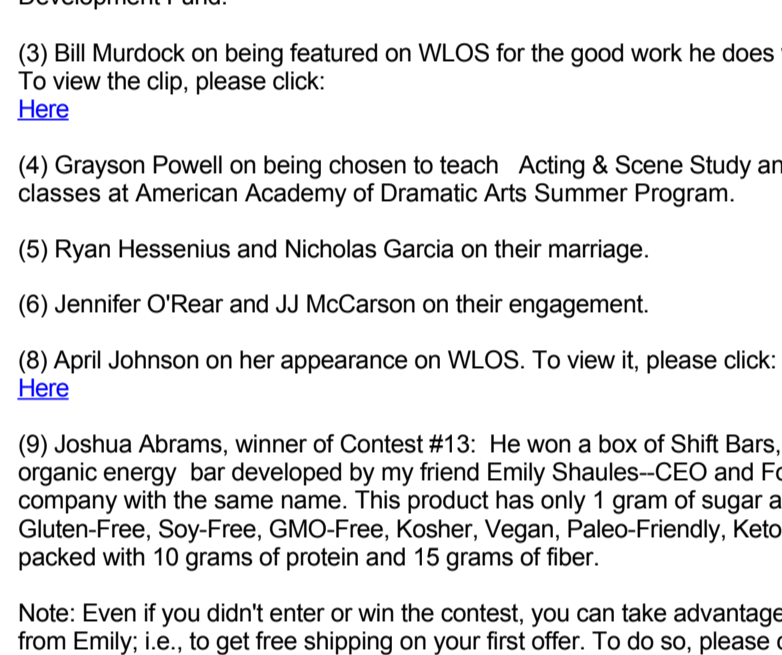 (3) Bill Murdock on being featured on WLOS for the good work he does
To view the clip, please click:
Here
(4) Grayson Powell on being chosen to teach   Acting & Scene Study an
classes at American Academy of Dramatic Arts Summer Program.
(5) Ryan Hessenius and Nicholas Garcia on their marriage.
(6) Jennifer O'Rear and JJ McCarson on their engagement.
(8) April Johnson on her appearance on WLOS. To view it, please click:
Here
(9) Joshua Abrams, winner of Contest #13:  He won a box of Shift Bars,
organic energy  bar developed by my friend Emily Shaules--CEO and Fo
company with the same name. This product has only 1 gram of sugar a
Gluten-Free, Soy-Free, GMO-Free, Kosher, Vegan, Paleo-Friendly, Keto
packed with 10 grams of protein and 15 grams of fiber.
Note: Even if you didn't enter or win the contest, you can take advantage
from Emily; i.e., to get free shipping on your first offer. To do so, please